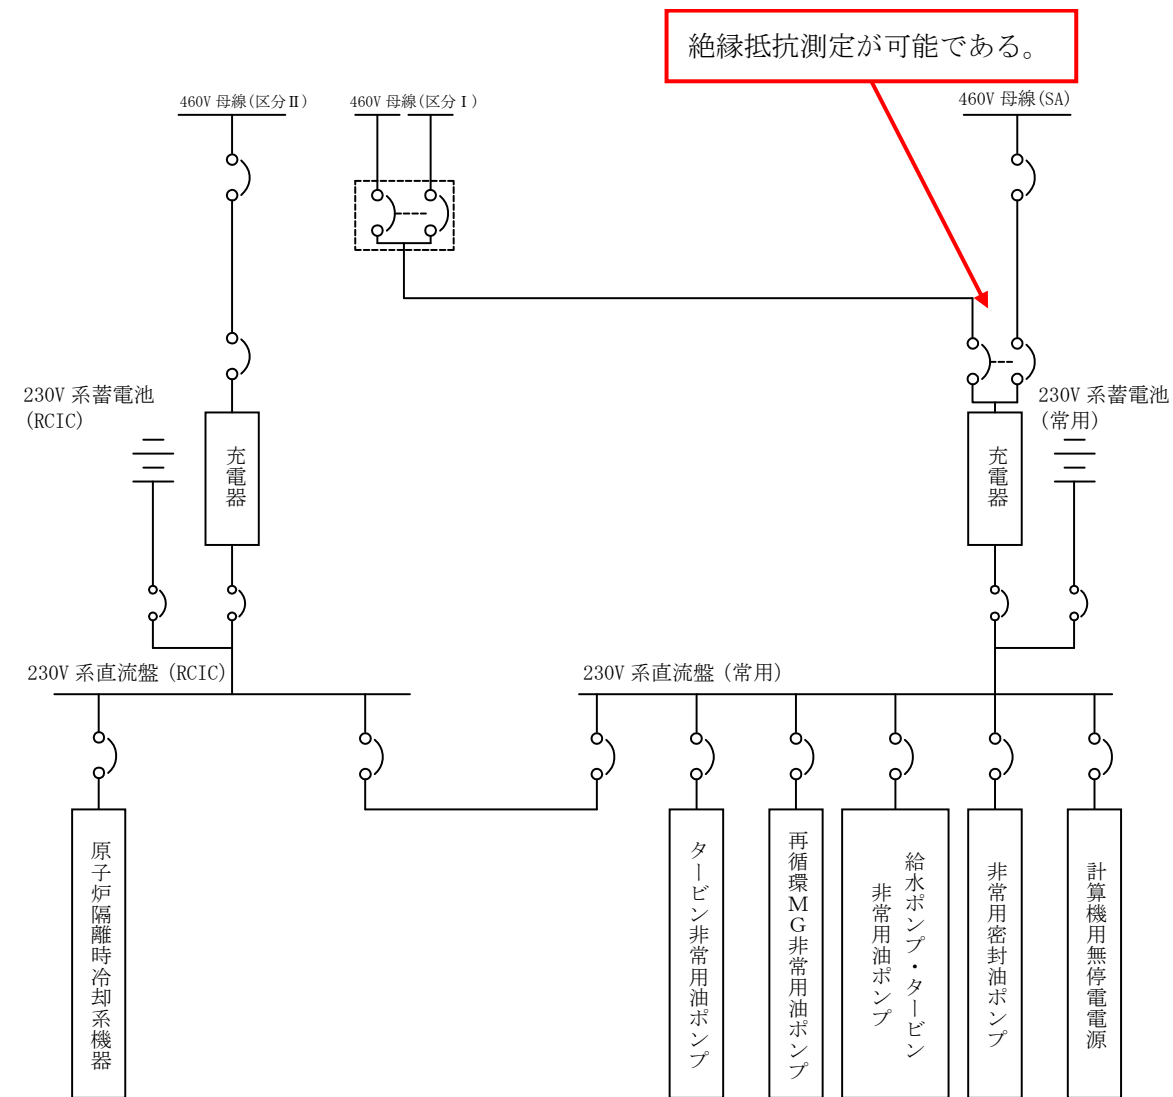 絶縁抵抗測定が可能である。
460V 母線(区分Ⅱ)
460V 母線(区分Ⅰ)
460V 母線(SA)
230V 系蓄電池
(RCIC)
充電器
充電器
230V 系蓄電池
(常用)
230V 系直流盤 (RCIC)
230V 系直流盤 (常用)
原子炉隔離時冷却系機器
タービン非常用油ポンプ
再循環MG非常用油ポンプ
給水ポンプ・タービン
非常用油ポンプ
非常用密封油ポンプ
計算機用無停電電源